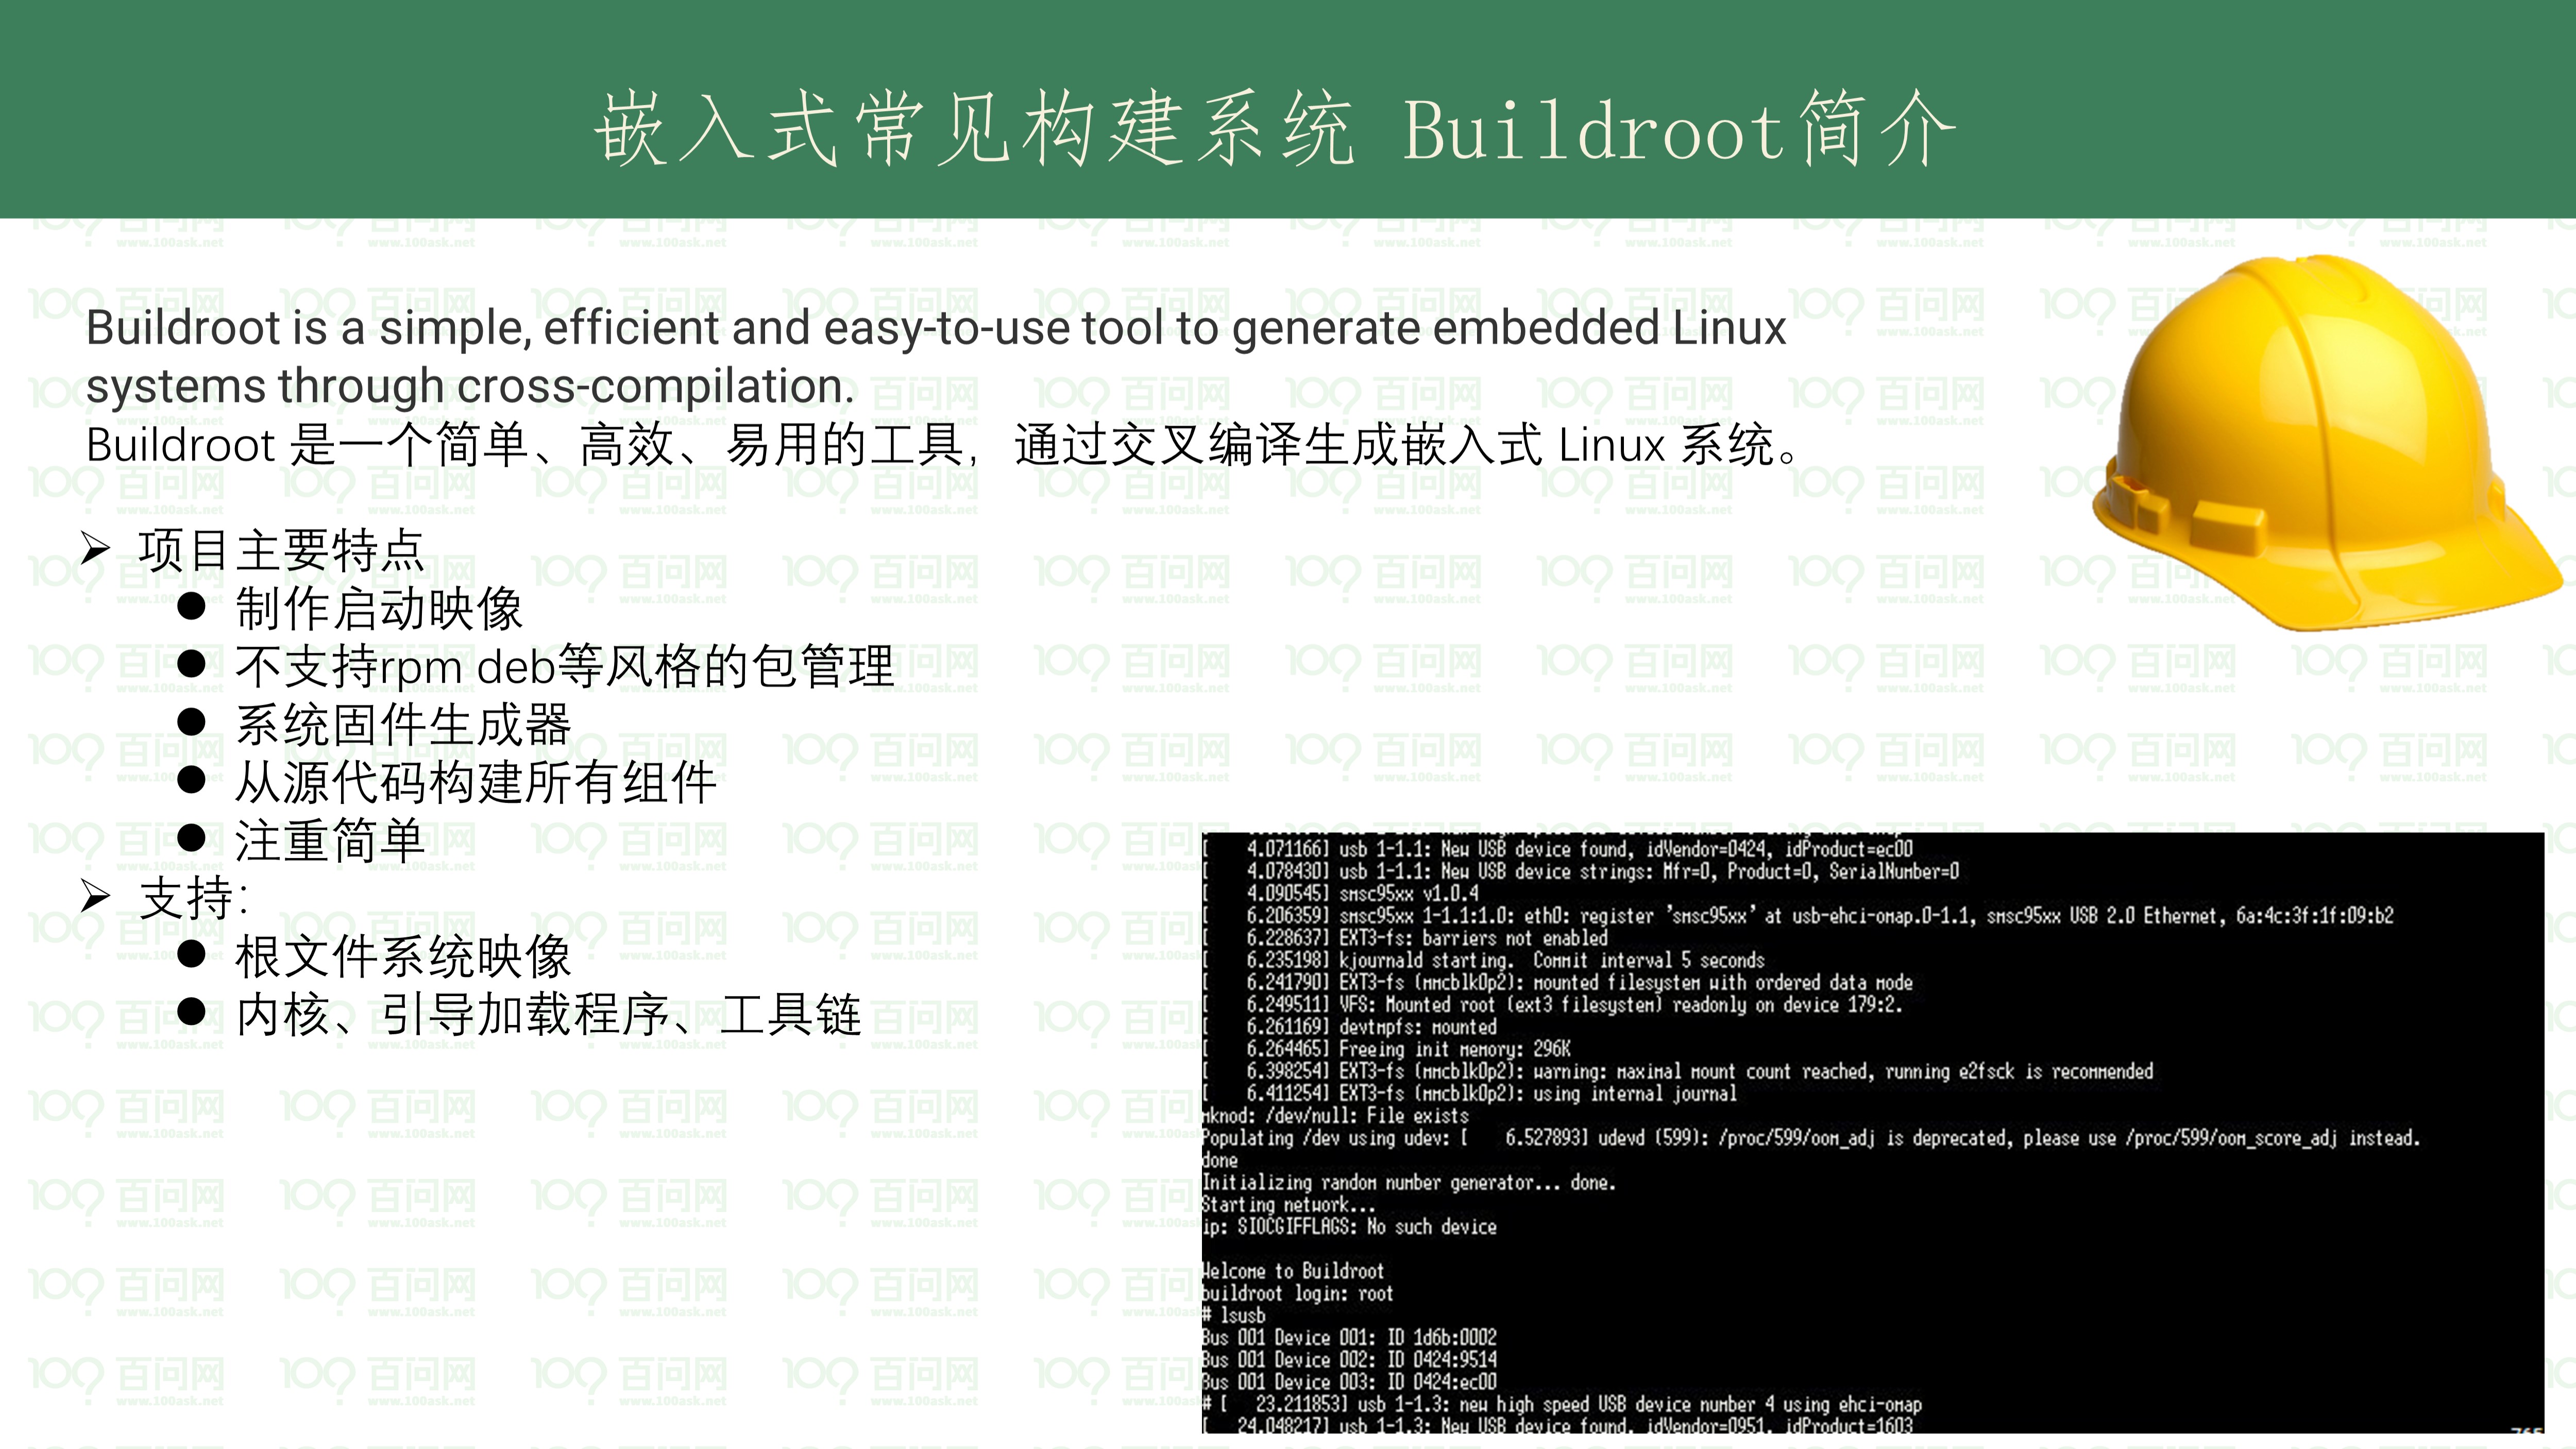 嵌入式常见构建系统 Buildroot简介
Buildroot is a simple, efficient and easy-to-use tool to generate embedded Linux
systems through cross-compilation.
Buildroot 是一个简单、高效、易用的工具，通过交叉编译生成嵌入式 Linux 系统。
项目主要特点
制作启动映像
不支持rpm deb等风格的包管理
系统固件生成器
从源代码构建所有组件
注重简单
支持：
根文件系统映像
内核、引导加载程序、工具链
[ 4.071166] usb 1-1.1: New USB device found, idVendor=0424, idProduct=ec00
[ 4.078430] usb 1-1.1: New USB device strings: Mfr=0, Product=0, SerialNumber=0
[ 4.090545] smsc95xx v1.0.4
[ 6.206359] smsc95xx 1-1.1:1.0: eth0: register 'smsc95xx' at usb-ehci-omap.0-1.1, smsc95xx USB 2.0 Ethernet, 6a:4c:3f:1f:09:b2
[ 6.228637] EXT3-fs: barriers not enabled
[ 6.235198] kjournald starting. Commit interval 5 seconds
[ 6.241790] EXT3-fs (mmcblk0p2): mounted filesystem with ordered data mode
[ 6.249511] VFS: Mounted root (ext3 filesystem) readonly on device 179:2.
[ 6.261169] devtmpfs: mounted
[ 6.264465] Freeing init memory: 296K
[ 6.398254] EXT3-fs (mmcblk0p2): warning: maximal mount count reached, running e2fsck is recommended
[ 6.411254] EXT3-fs (mmcblk0p2): using internal journal
mknod: /dev/null: File exists
Populating /dev using udev: [ 6.527893] udevd (599): /proc/599/oom_adj is deprecated, please use /proc/599/oom_score_adj instead.
done
Initializing random number generator... done.
Starting network...
ip: SIOCGIFFLAGS: No such device
Welcome to Buildroot
buildroot login: root
# lsusb
Bus 001 Device 001: ID 1d6b:0002
Bus 001 Device 002: ID 0424:9514
Bus 001 Device 003: ID 0424:ec00
# [ 23.211853] usb 1-1.3: new high speed USB device number 4 using ehci-omap
[ 24.048217] usb 1-1.3: New USB device found, idVendor=0951, idProduct=1603
百问网
www.100ask.net